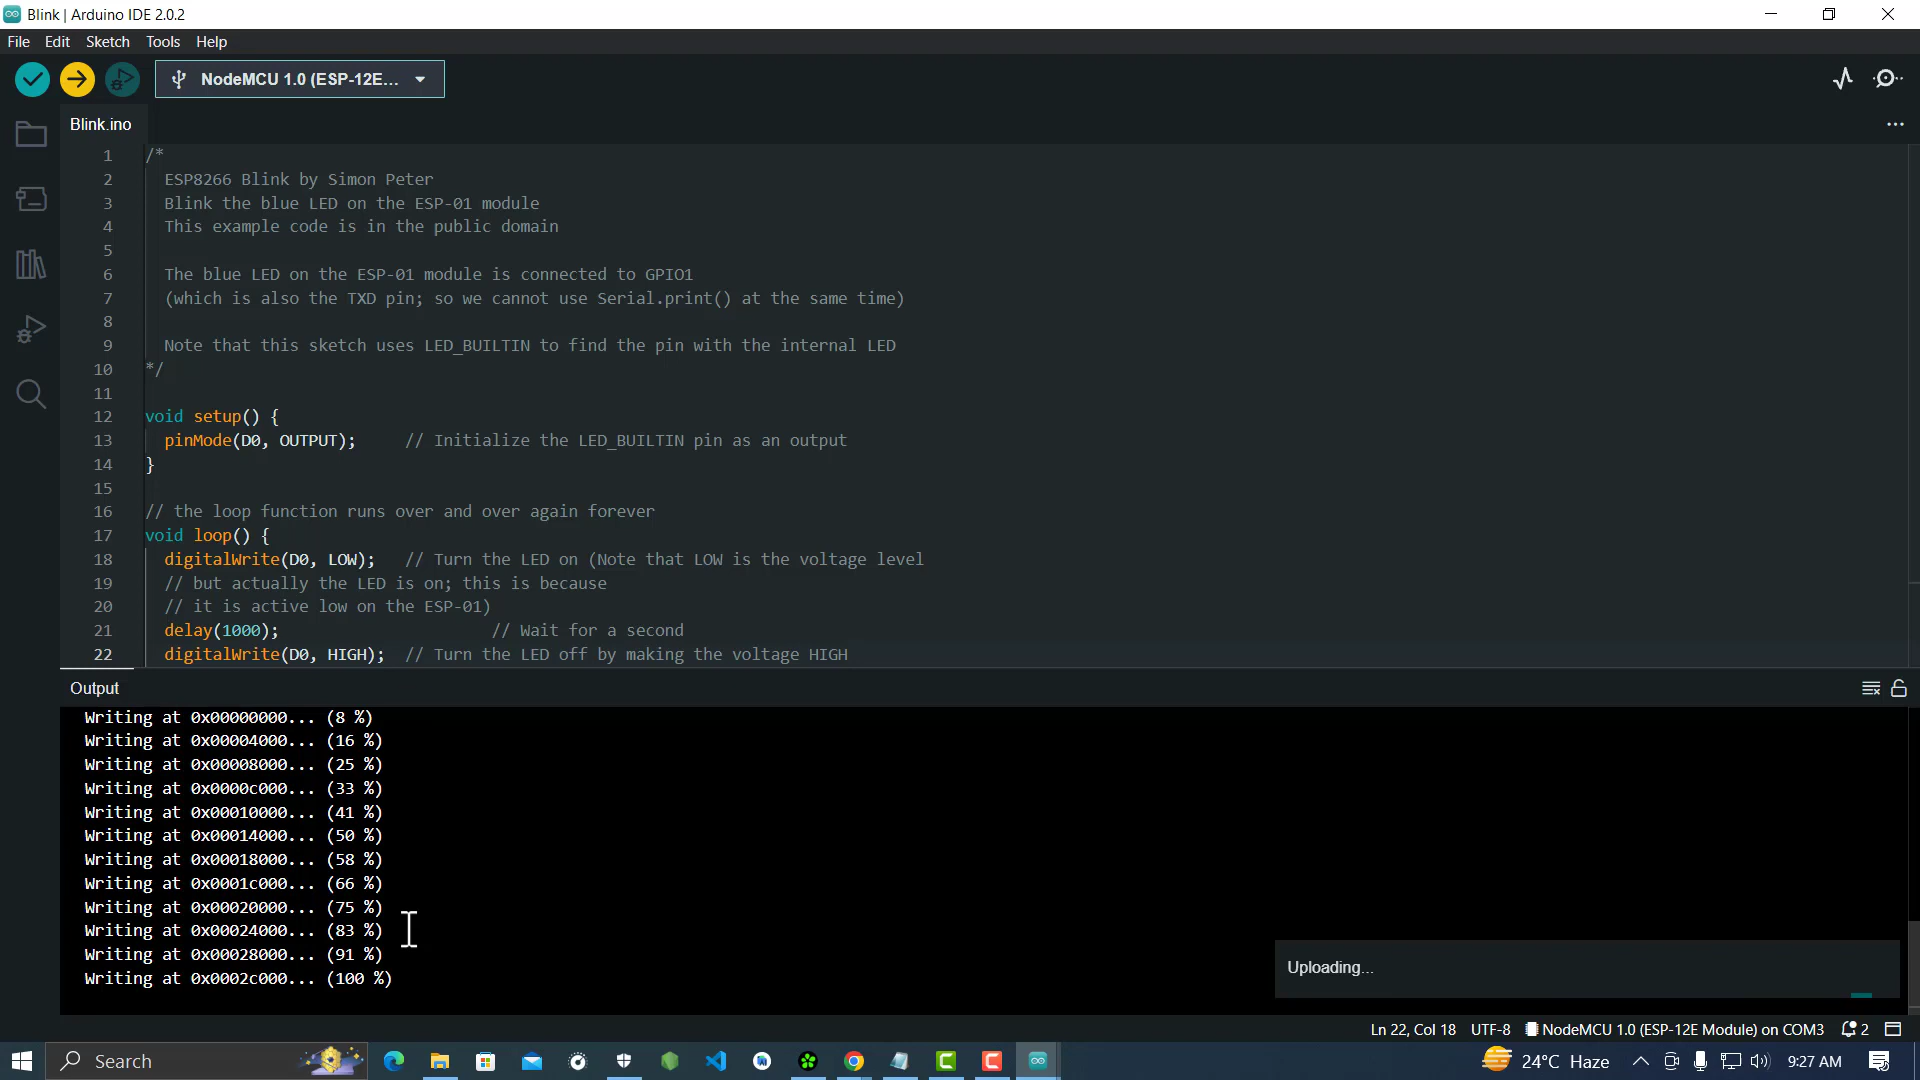 Blink | Arduino IDE 2.0.2
File Edit Sketch Tools Help
NodeMCU 1.0 (ESP-12E...
Blink.ino
1 /*
2 ESP8266 Blink by Simon Peter
3 Blink the blue LED on the ESP-01 module
4 This example code is in the public domain
5
6 The blue LED on the ESP-01 module is connected to GPIO1
7 (which is also the TXD pin; so we cannot use Serial.print() at the same time)
8
9 Note that this sketch uses LED_BUILTIN to find the pin with the internal LED
10 */
11
12 void setup() {
13 pinMode(D0, OUTPUT); // Initialize the LED_BUILTIN pin as an output
14 }
15
16 // the loop function runs over and over again forever
17 void loop() {
18 digitalWrite(D0, LOW); // Turn the LED on (Note that LOW is the voltage level
19 // but actually the LED is on; this is because
20 // it is active low on the ESP-01)
21 delay(1000); // Wait for a second
22 digitalWrite(D0, HIGH); // Turn the LED off by making the voltage HIGH
Output
Writing at 0x00000000... (8 %)
Writing at 0x00004000... (16 %)
Writing at 0x00008000... (25 %)
Writing at 0x0000c000... (33 %)
Writing at 0x00010000... (41 %)
Writing at 0x00014000... (50 %)
Writing at 0x00018000... (58 %)
Writing at 0x0001c000... (66 %)
Writing at 0x00020000... (75 %)
Writing at 0x00024000... (83 %)
Writing at 0x00028000... (91 %)
Writing at 0x0002c000... (100 %)
Uploading...
Ln 22, Col 18 UTF-8 NodeMCU 1.0 (ESP-12E Module) on COM3 2
Search 24°C Haze 9:27 AM